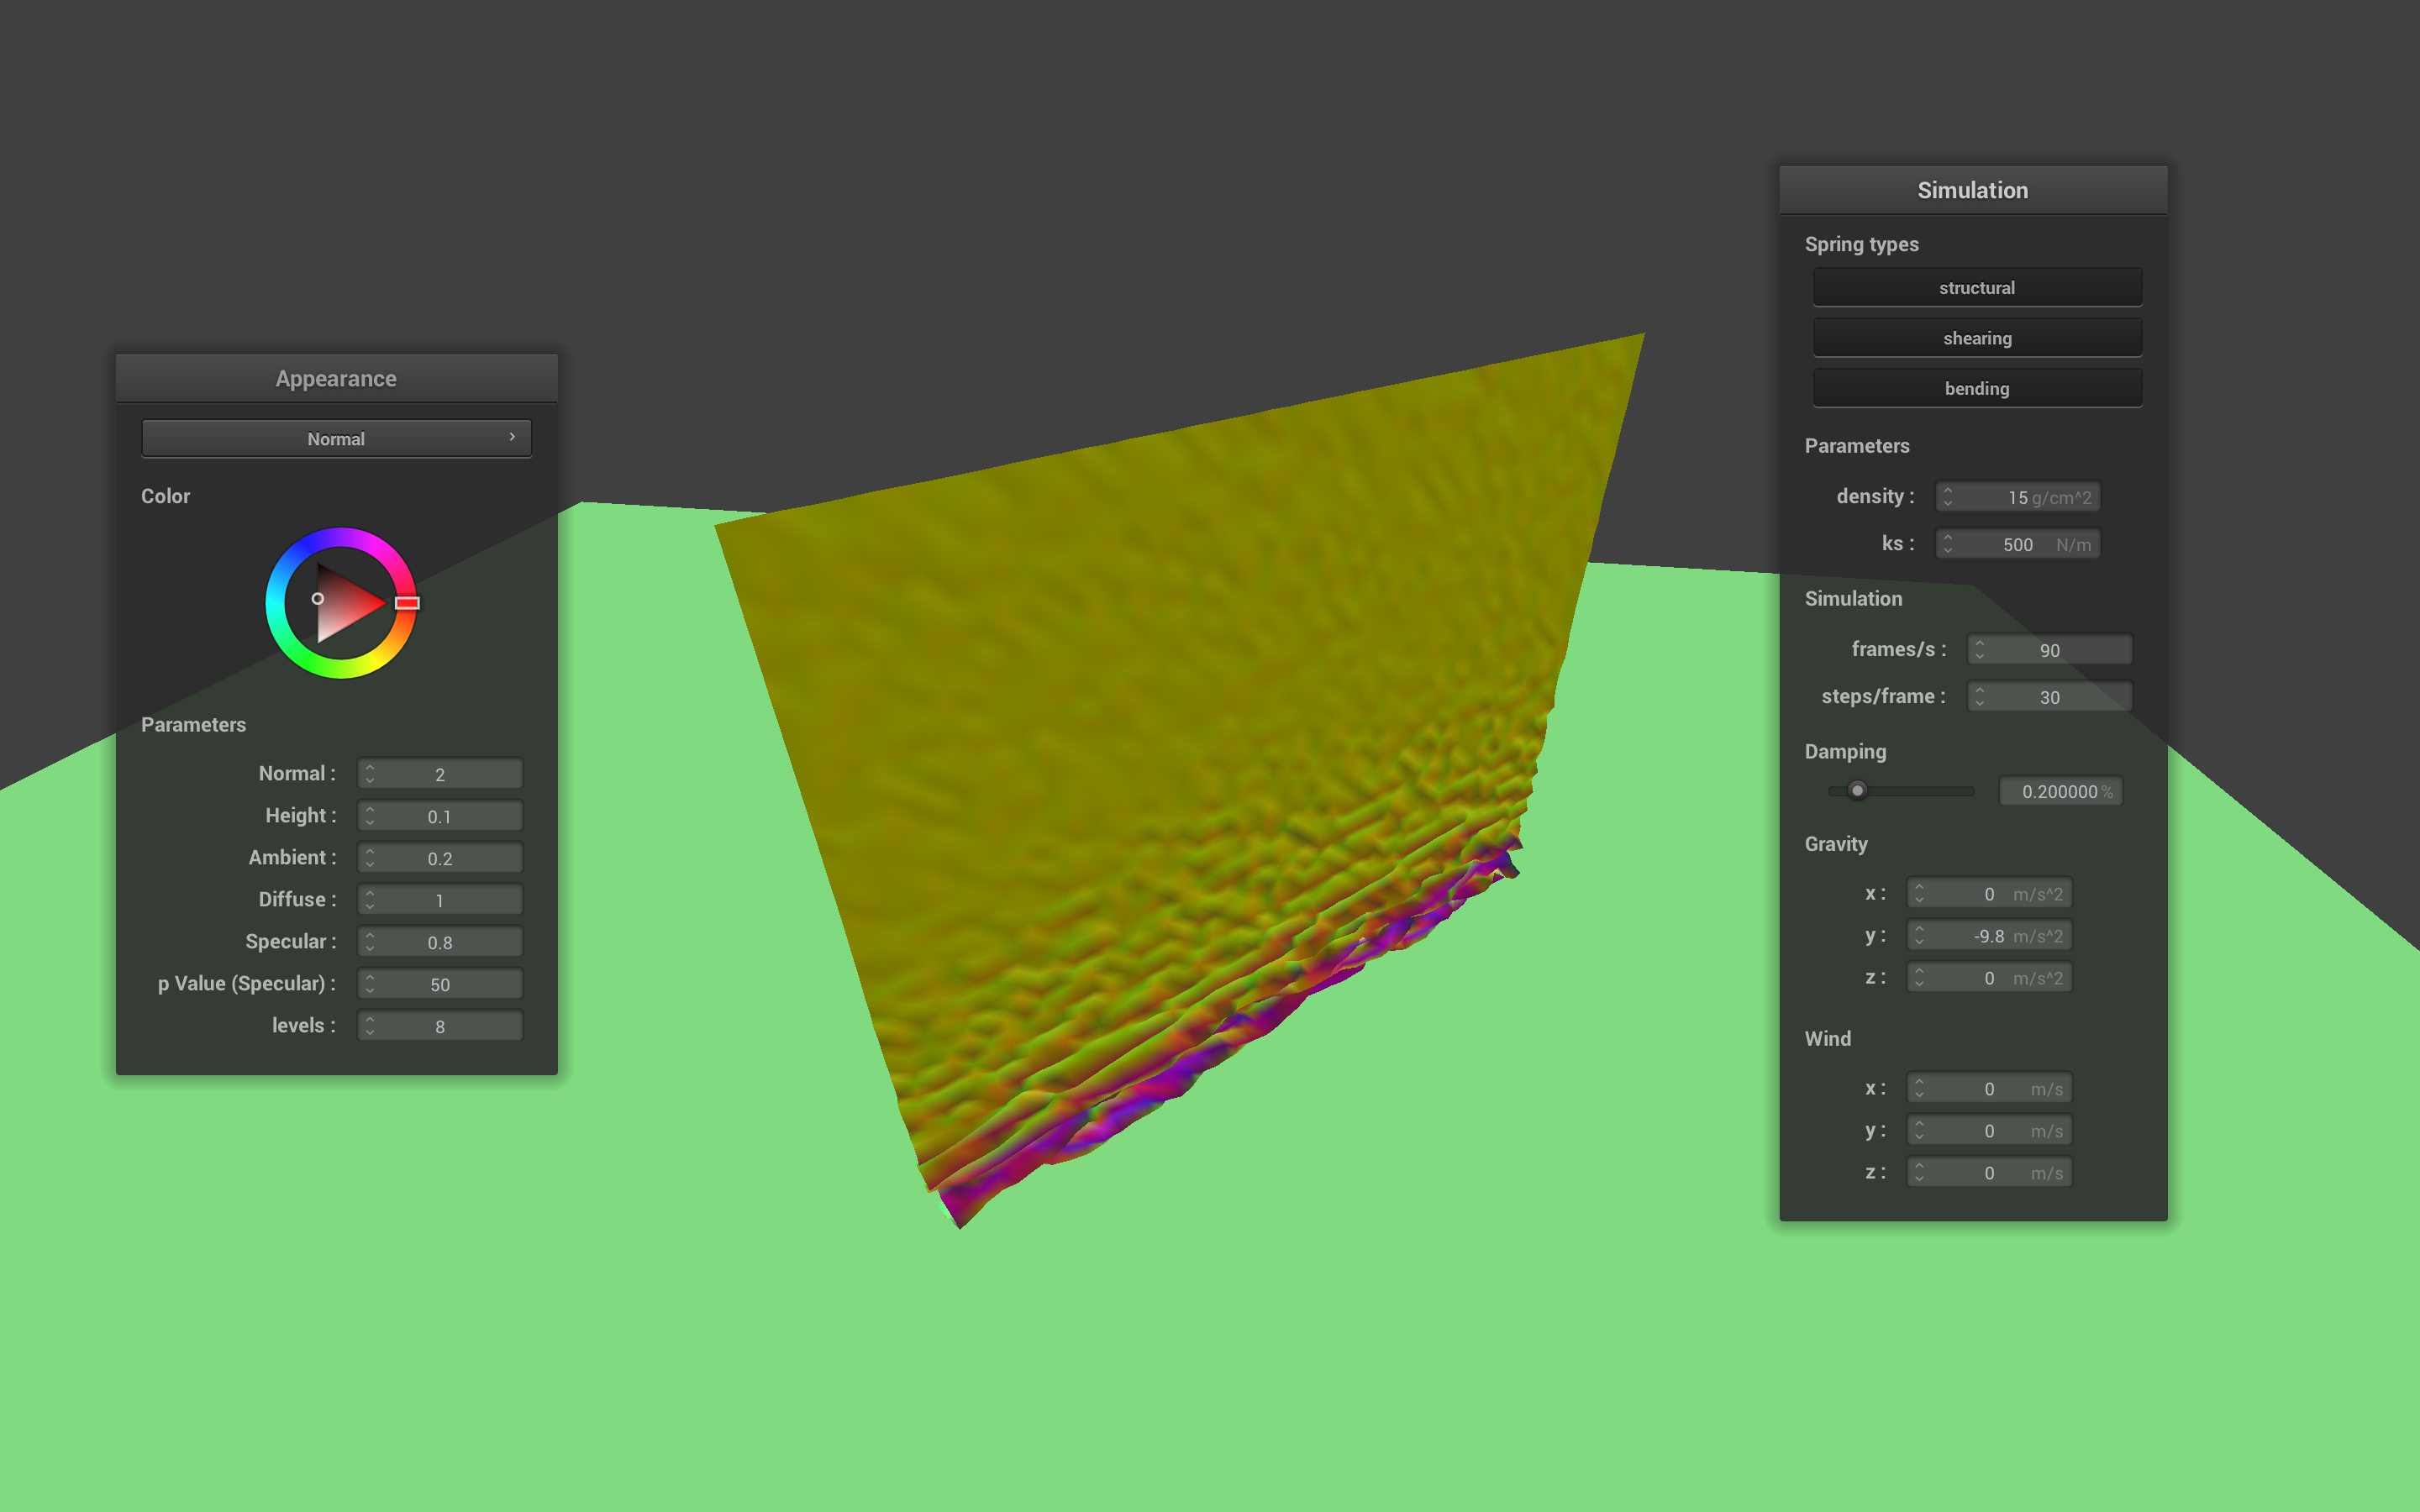 Appearance
Normal
Color
Parameters
Normal : 2
Height : 0.1
Ambient : 0.2
Diffuse : 1
Specular : 0.8
p Value (Specular) : 50
levels : 8
Simulation
Spring types
structural
shearing
bending
Parameters
density : 15 g/cm^2
ks : 500 N/m
Simulation
frames/s : 90
steps/frame : 30
Damping
0.200000 %
Gravity
x : 0 m/s^2
y : -9.8 m/s^2
z : 0 m/s^2
Wind
x : 0 m/s
y : 0 m/s
z : 0 m/s